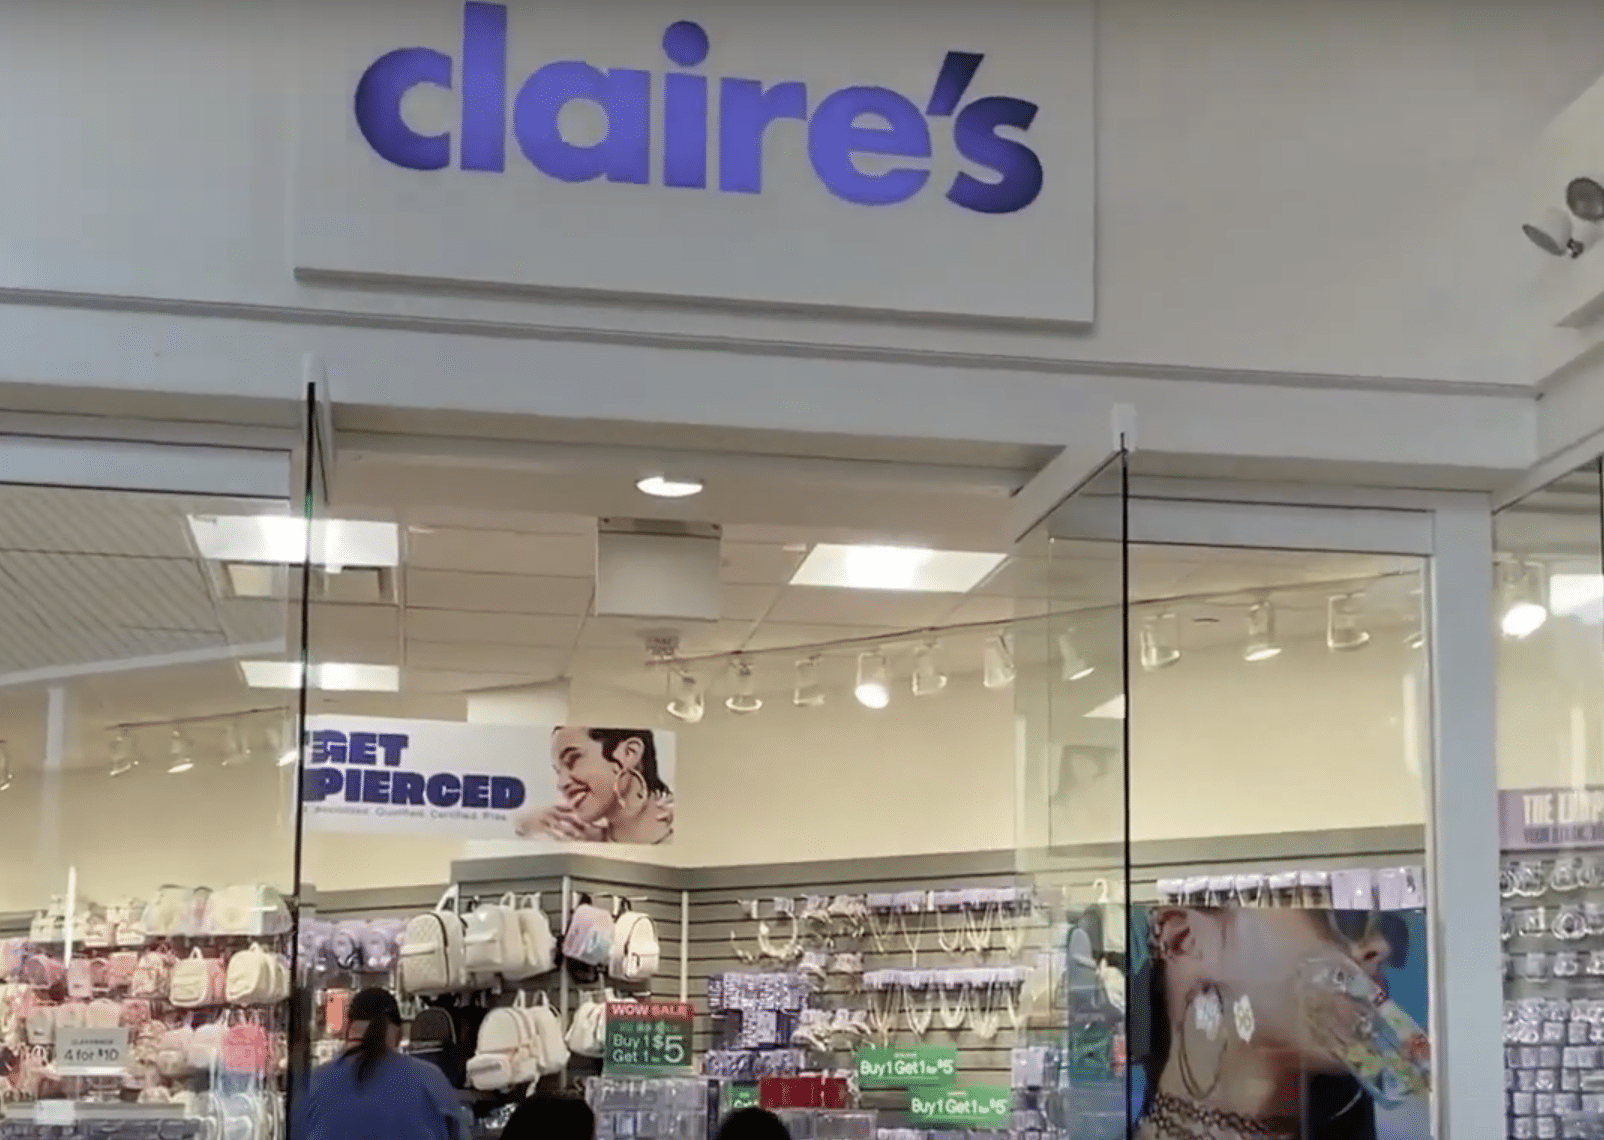 claire's
GET
PIERCED
WOW SALE
Buy 1 $5
Get 1
Buy 1 Get 1 for $5
Buy 1 Get 1 for $5
CLEARANCE
4 for $10